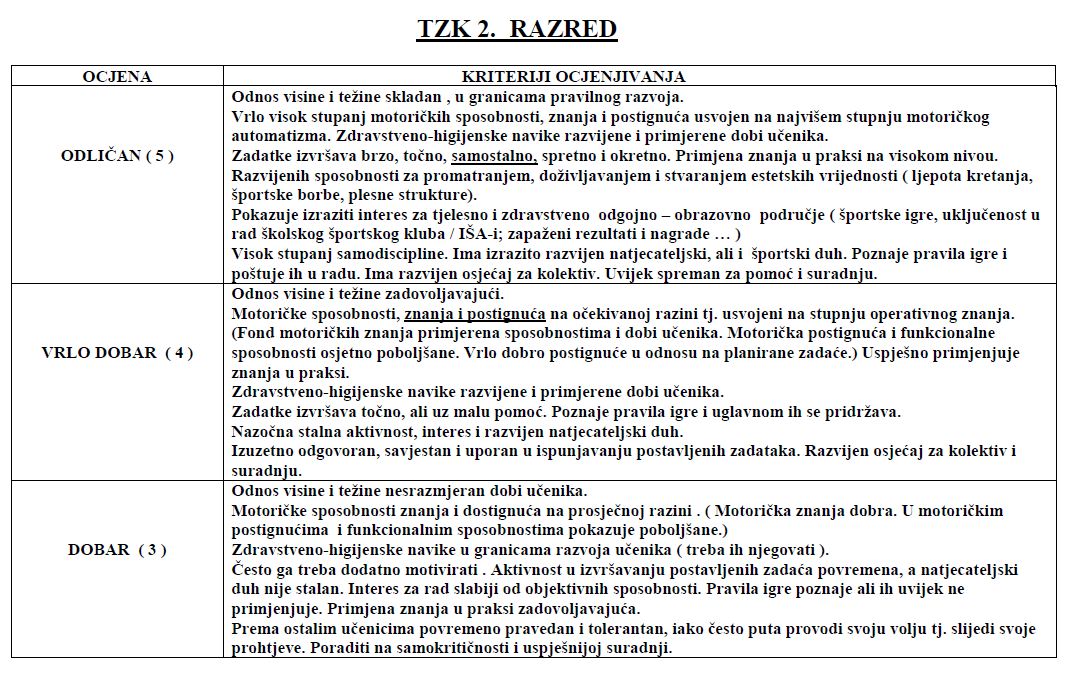 TZK 2. RAZRED
OCJENA
KRITERIJI OCJENJIVANJA
ODLIČAN ( 5 )
Odnos visine i težine skladan , u granicama pravilnog razvoja.
Vrlo visok stupanj motoričkih sposobnosti, znanja i postignuća usvojen na najvišem stupnju motoričkog
automatizma. Zdravstveno-higijenske navike razvijene i primjerene dobi učenika.
Zadatke izvršava brzo, točno, samostalno, spretno i okretno. Primjena znanja u praksi na visokom nivou.
Razvijenih sposobnosti za promatranjem, doživljavanjem i stvaranjem estetskih vrijednosti ( ljepota kretanja,
športske borbe, plesne strukture).
Pokazuje izraziti interes za tjelesno i zdravstveno odgojno – obrazovno područje ( športske igre, uključenost u
rad školskog športskog kluba / IŠA-i; zapaženi rezultati i nagrade … )
Visok stupanj samodiscipline. Ima izrazito razvijen natjecateljski, ali i športski duh. Poznaje pravila igre i
poštuje ih u radu. Ima razvijen osjećaj za kolektiv. Uvijek spreman za pomoć i suradnju.
VRLO DOBAR ( 4 )
Odnos visine i težine zadovoljavajući.
Motoričke sposobnosti, znanja i postignuća na očekivanoj razini tj. usvojeni na stupnju operativnog znanja.
(Fond motoričkih znanja primjerena sposobnostima i dobi učenika. Motorička postignuća i funkcionalne
sposobnosti osjetno poboljšane. Vrlo dobro postignuće u odnosu na planirane zadaće.) Uspješno primjenjuje
znanja u praksi.
Zdravstveno-higijenske navike razvijene i primjerene dobi učenika.
Zadatke izvršava točno, ali uz malu pomoć. Poznaje pravila igre i uglavnom ih se pridržava.
Nazočna stalna aktivnost, interes i razvijen natjecateljski duh.
Izuzetno odgovoran, savjestan i uporan u ispunjavanju postavljenih zadataka. Razvijen osjećaj za kolektiv i
suradnju.
DOBAR ( 3 )
Odnos visine i težine nesrazmjeran dobi učenika.
Motoričke sposobnosti znanja i dostignuća na prosječnoj razini . ( Motorička znanja dobra. U motoričkim
postignućima i funkcionalnim sposobnostima pokazuje poboljšane.)
Zdravstveno-higijenske navike u granicama razvoja učenika ( treba ih njegovati ).
Često ga treba dodatno motivirati . Aktivnost u izvršavanju postavljenih zadaća povremena, a natjecateljski
duh nije stalan. Interes za rad slabiji od objektivnih sposobnosti. Pravila igre poznaje ali ih uvijek ne
primjenjuje. Primjena znanja u praksi zadovoljavajuća.
Prema ostalim učenicima povremeno pravedan i tolerantan, iako često puta provodi svoju volju tj. slijedi svoje
prohtjeve. Poraditi na samokritičnosti i uspješnijoj suradnji.